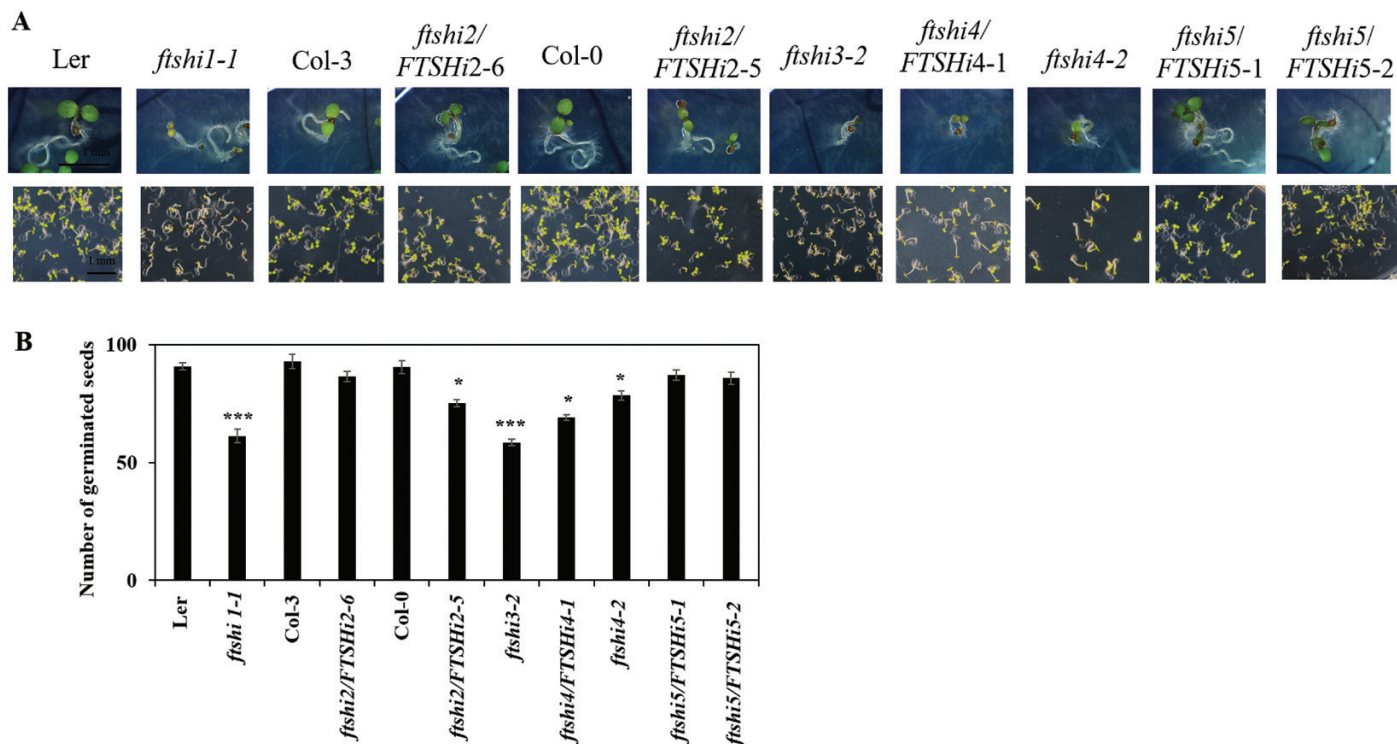 A
Ler
ftshi1-1
Col-3
ftshi2/
FTSHi2-6
Col-0
ftshi2/
FTSHi2-5
ftshi3-2
ftshi4/
FTSHi4-1
ftshi4-2
ftshi5/
FTSHi5-1
ftshi5/
FTSHi5-2
1 mm
1 mm
B
Number of germinated seeds
100
50
0
***
*
***
*
*
Ler
ftshi 1-1
Col-3
ftshi2/FTSHi2-6
Col-0
ftshi2/FTSHi2-5
ftshi3-2
ftshi4/FTSHi4-1
ftshi4-2
ftshi5/FTSHi5-1
ftshi5/FTSHi5-2